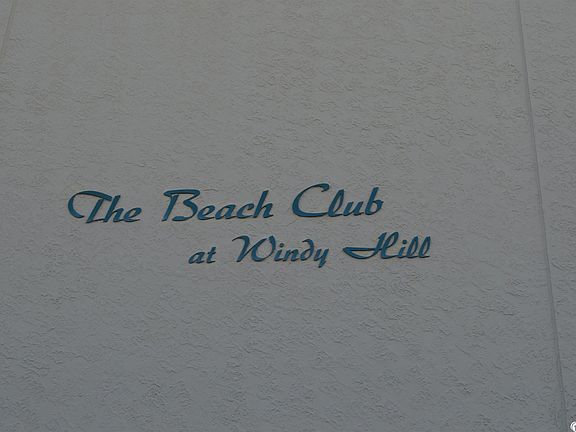 The Beach Club
at Windy Hill